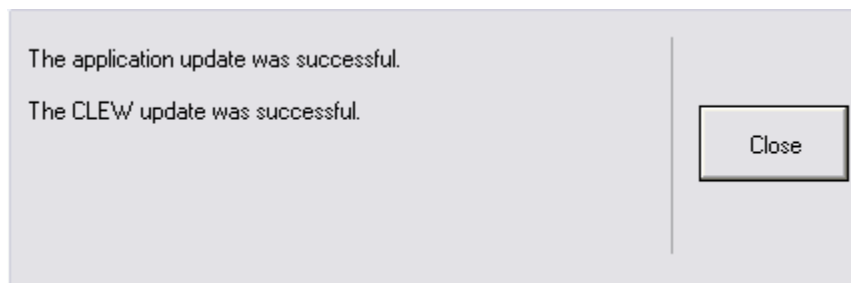 The application update was successful.
The CLEW update was successful.
Close